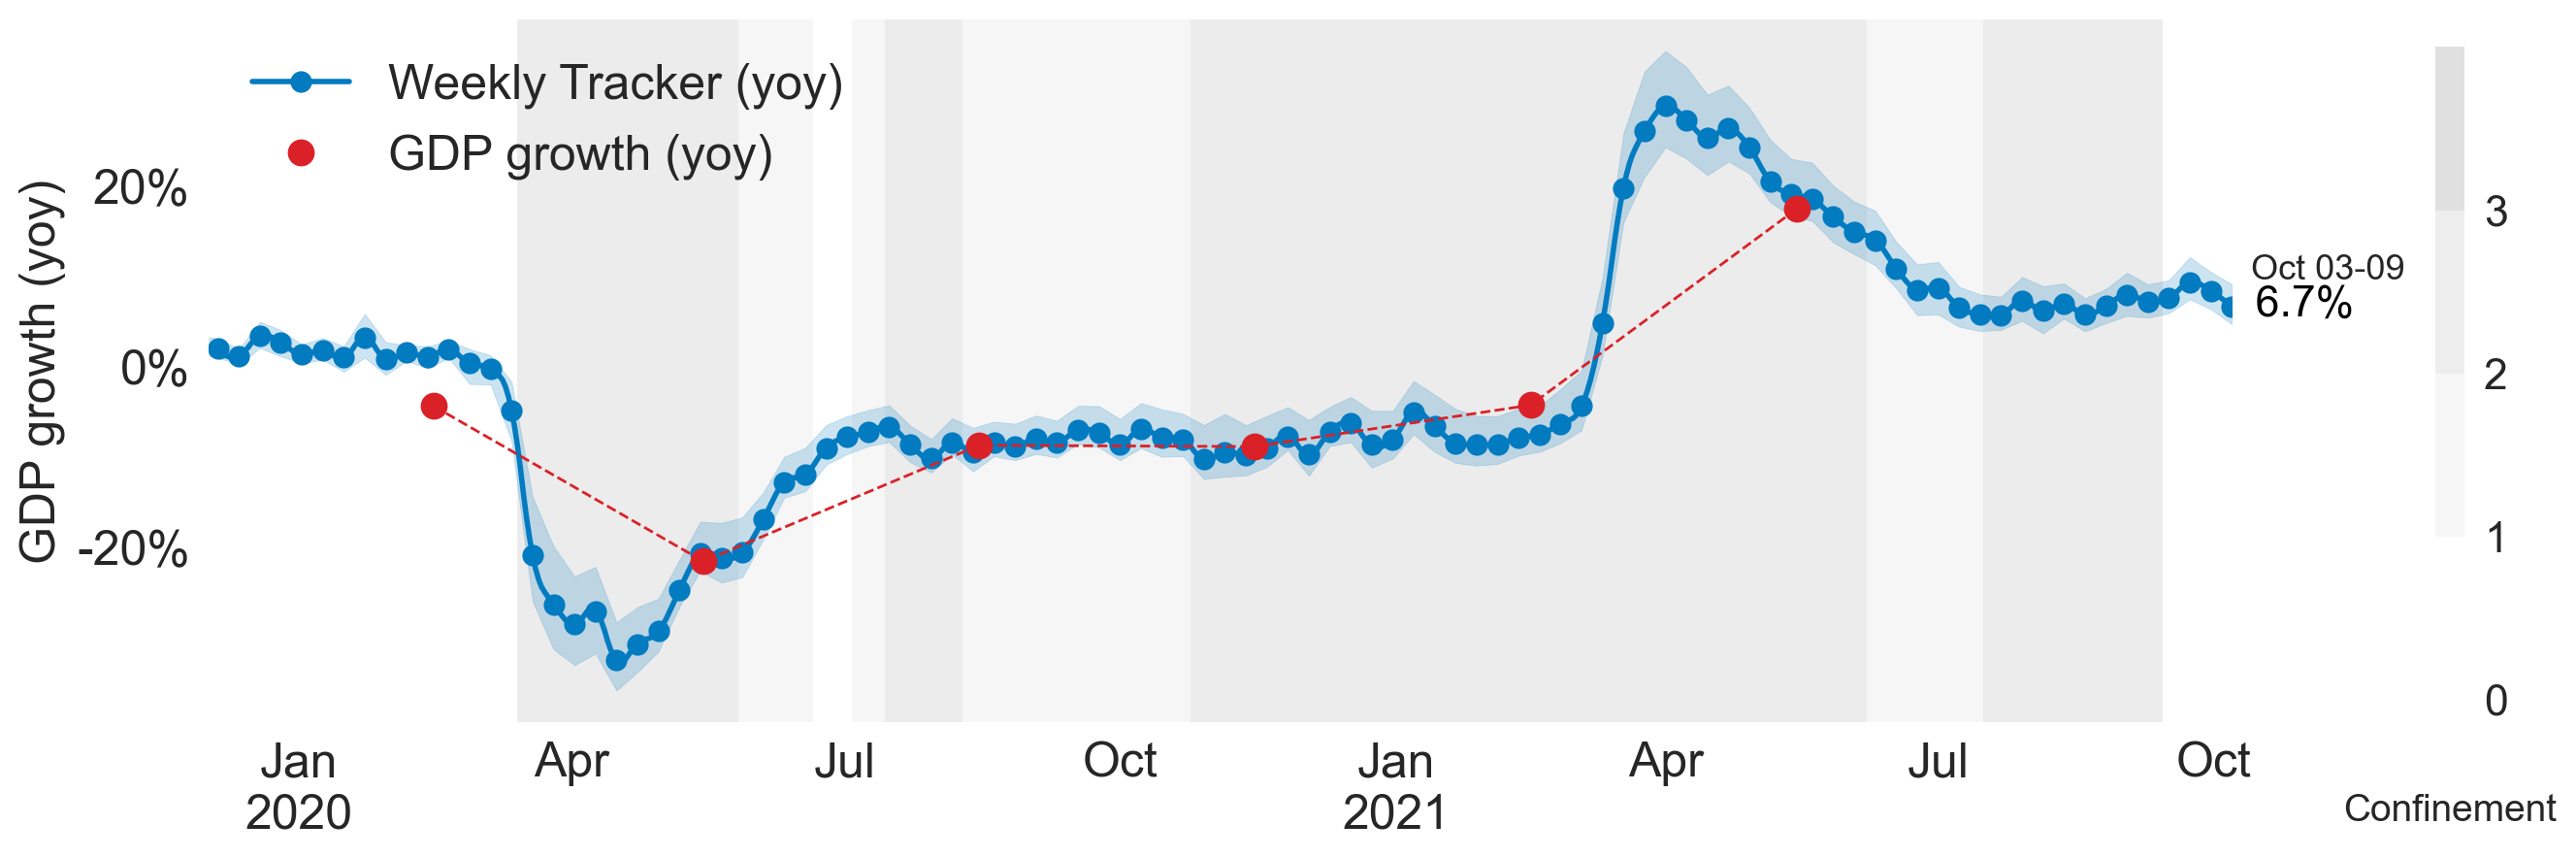 Weekly Tracker (yoy)
GDP growth (yoy)
GDP growth (yoy)
20%
0%
-20%
Oct 03-09
6.7%
3
2
1
0
Jan Apr Jul Oct Jan Apr Jul Oct
2020 2021
Confinement